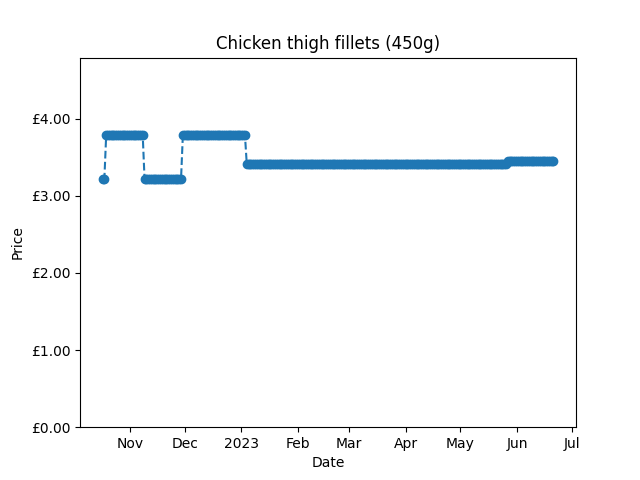 Chicken thigh fillets (450g)
£4.00
£3.00
£2.00
£1.00
£0.00
Price
Nov Dec 2023 Feb Mar Apr May Jun Jul
Date